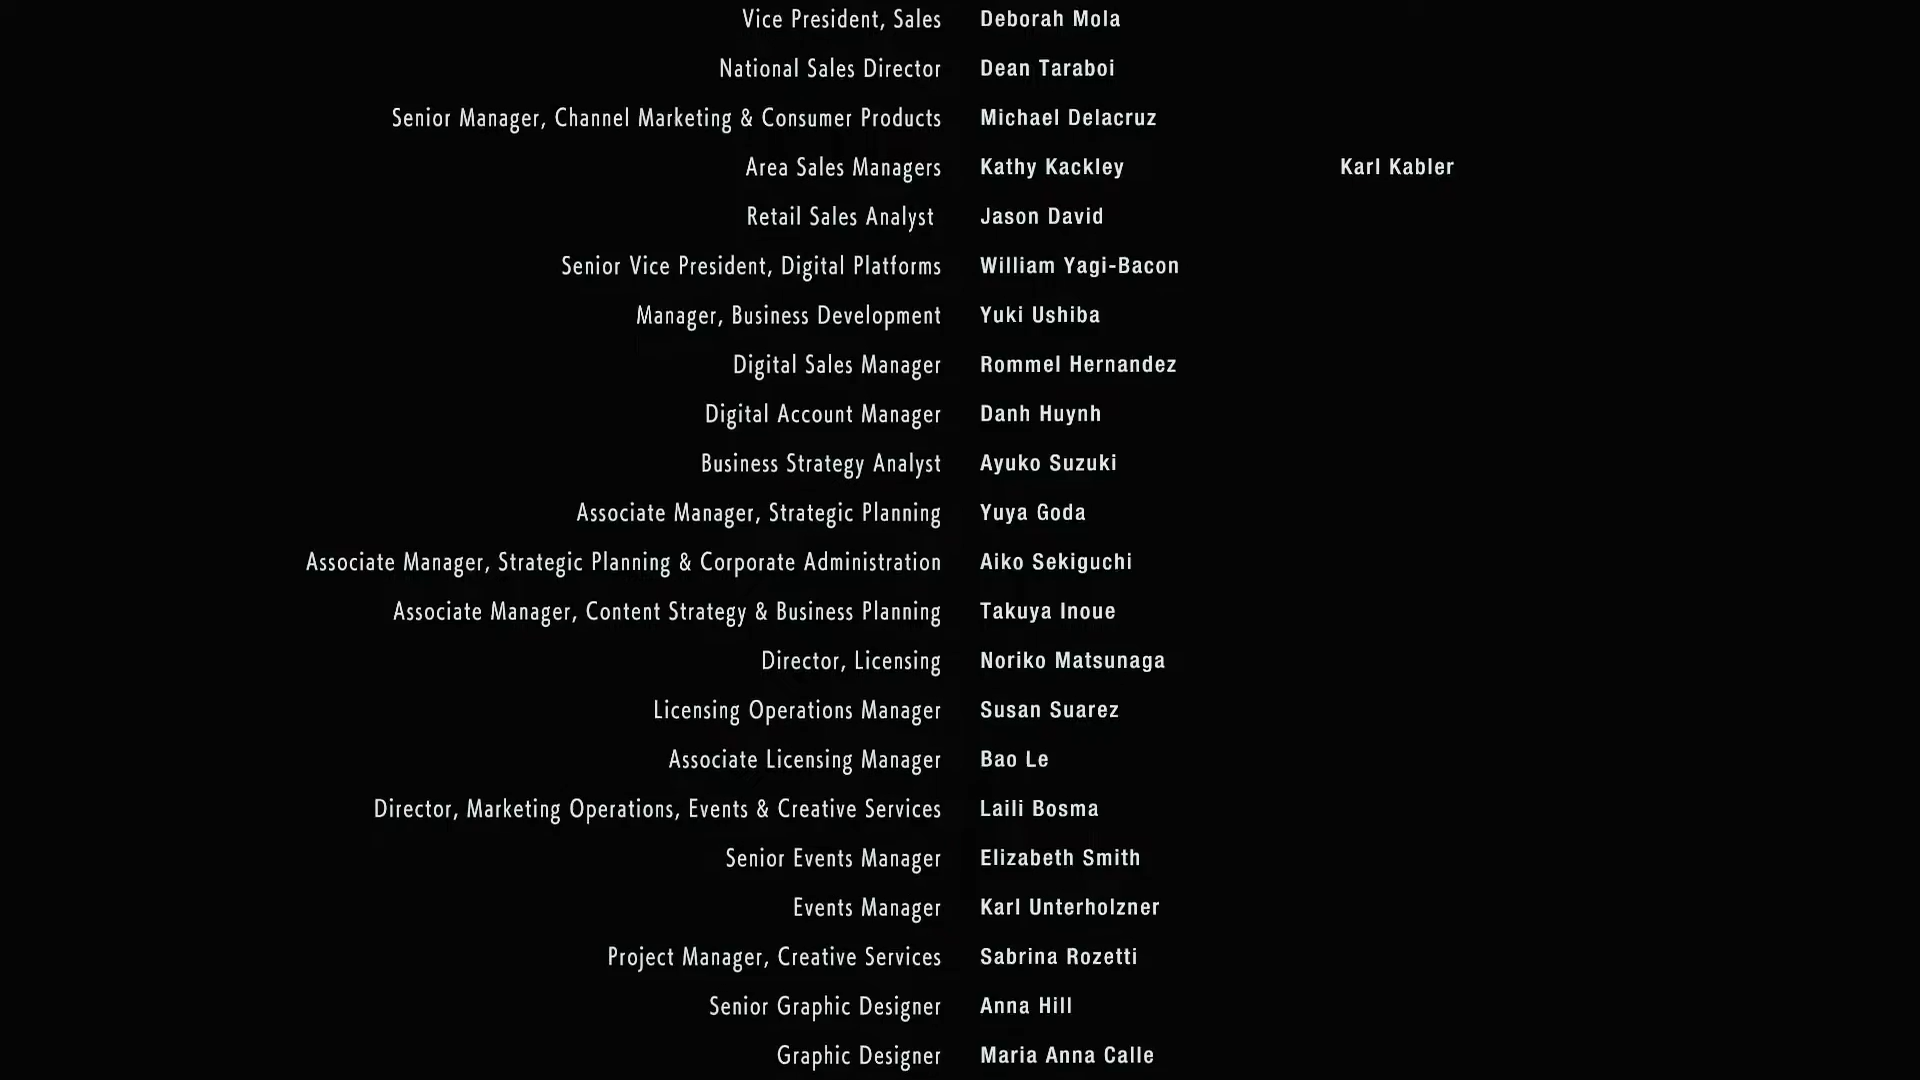 Vice President, Sales Deborah Mola
National Sales Director Dean Taraboi
Senior Manager, Channel Marketing & Consumer Products Michael Delacruz
Area Sales Managers Kathy Kackley Karl Kabler
Retail Sales Analyst Jason David
Senior Vice President, Digital Platforms William Yagi-Bacon
Manager, Business Development Yuki Ushiba
Digital Sales Manager Rommel Hernandez
Digital Account Manager Danh Huynh
Business Strategy Analyst Ayuko Suzuki
Associate Manager, Strategic Planning Yuya Goda
Associate Manager, Strategic Planning & Corporate Administration Aiko Sekiguchi
Associate Manager, Content Strategy & Business Planning Takuya Inoue
Director, Licensing Noriko Matsunaga
Licensing Operations Manager Susan Suarez
Associate Licensing Manager Bao Le
Director, Marketing Operations, Events & Creative Services Laili Bosma
Senior Events Manager Elizabeth Smith
Events Manager Karl Unterholzner
Project Manager, Creative Services Sabrina Rozetti
Senior Graphic Designer Anna Hill
Graphic Designer Maria Anna Calle